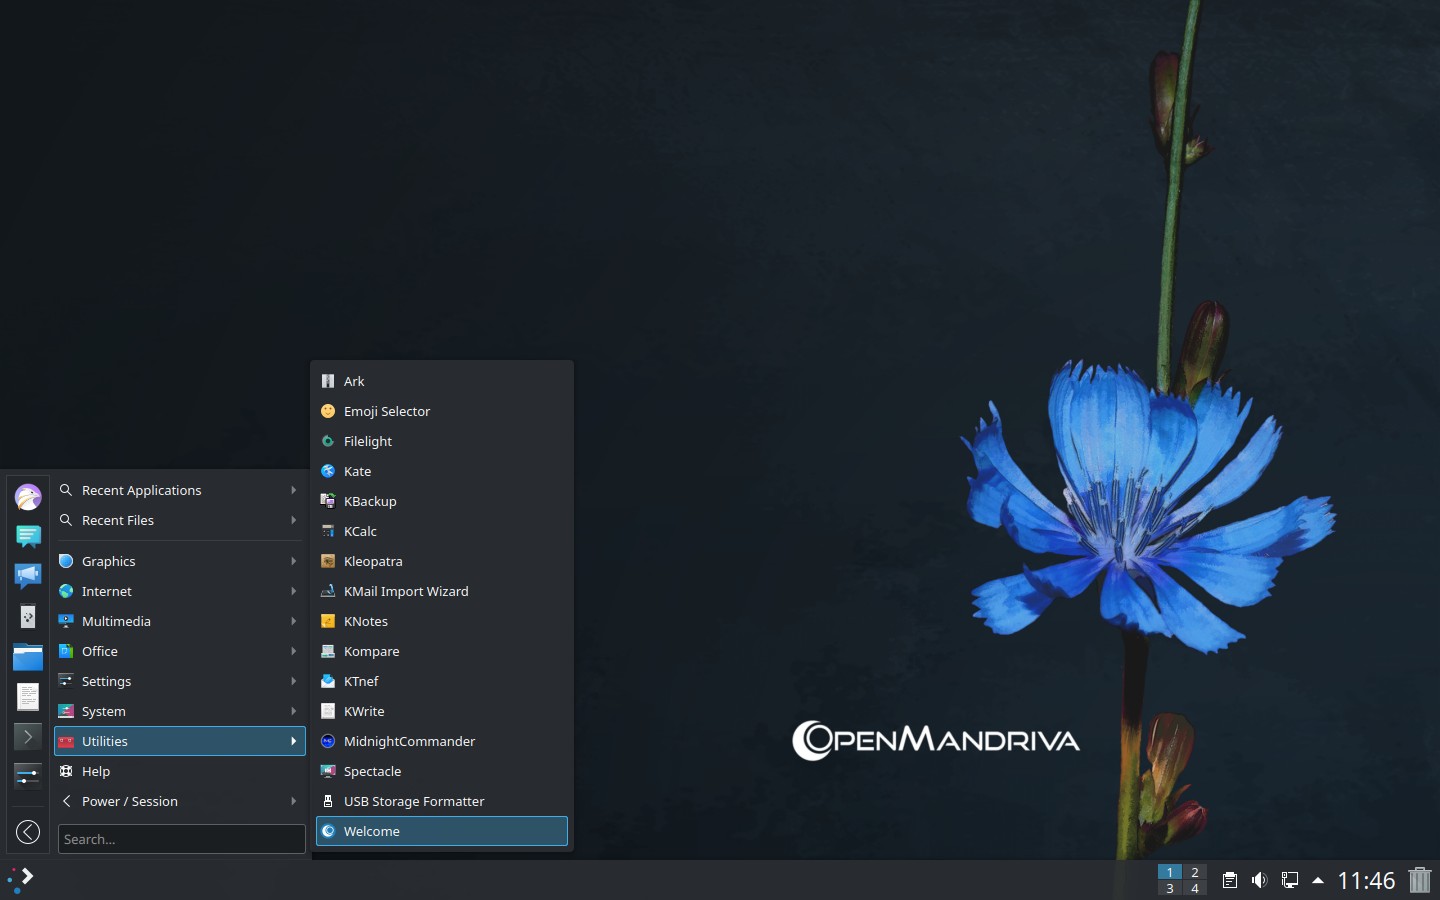 Ark
Emoji Selector
Filelight
Kate
KBackup
KCalc
Kleopatra
KMail Import Wizard
KNotes
Kompare
KTnef
KWrite
MidnightCommander
Spectacle
USB Storage Formatter
Welcome
Recent Applications
Recent Files
Graphics
Internet
Multimedia
Office
Settings
System
Utilities
Help
Power / Session
Search...
OPENMANDRIVA
1 2
3 4
11:46